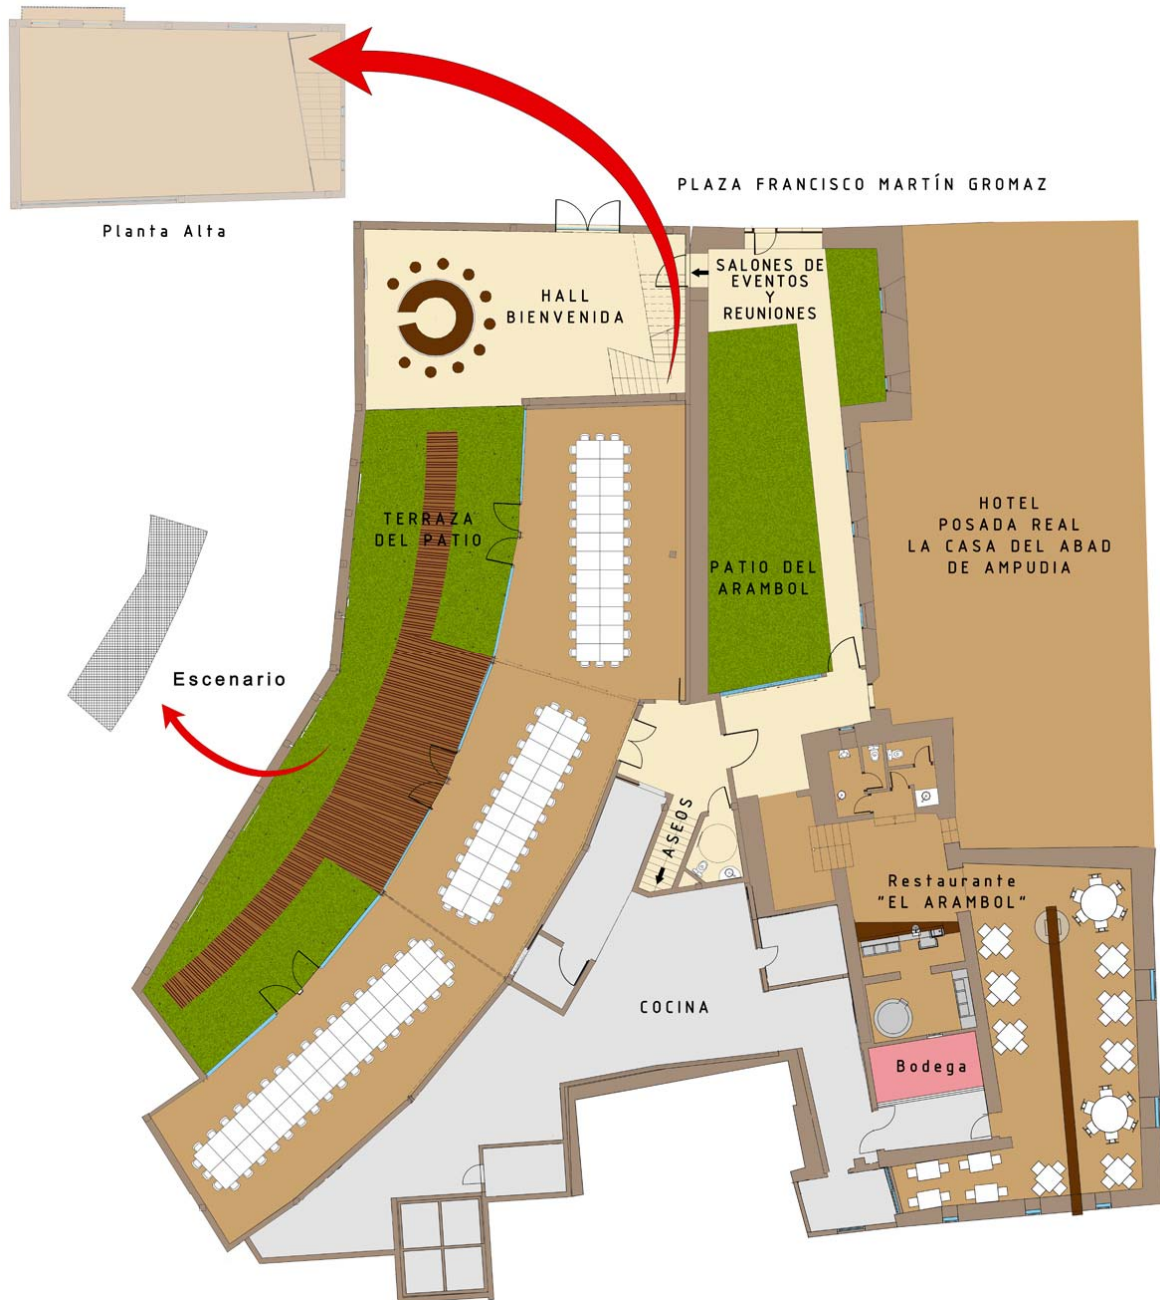 PLAZA FRANCISCO MARTÍN GROMAZ
Planta Alta
SALONES DE
EVENTOS
Y
REUNIONES
HALL
BIENVENIDA
TERRAZA
DEL PATIO
PATIO DEL
ARAMBOL
HOTEL
POSADA REAL
LA CASA DEL ABAD
DE AMPUDIA
Escenario
ASEOS
Restaurante
"EL ARAMBOL"
COCINA
Bodega